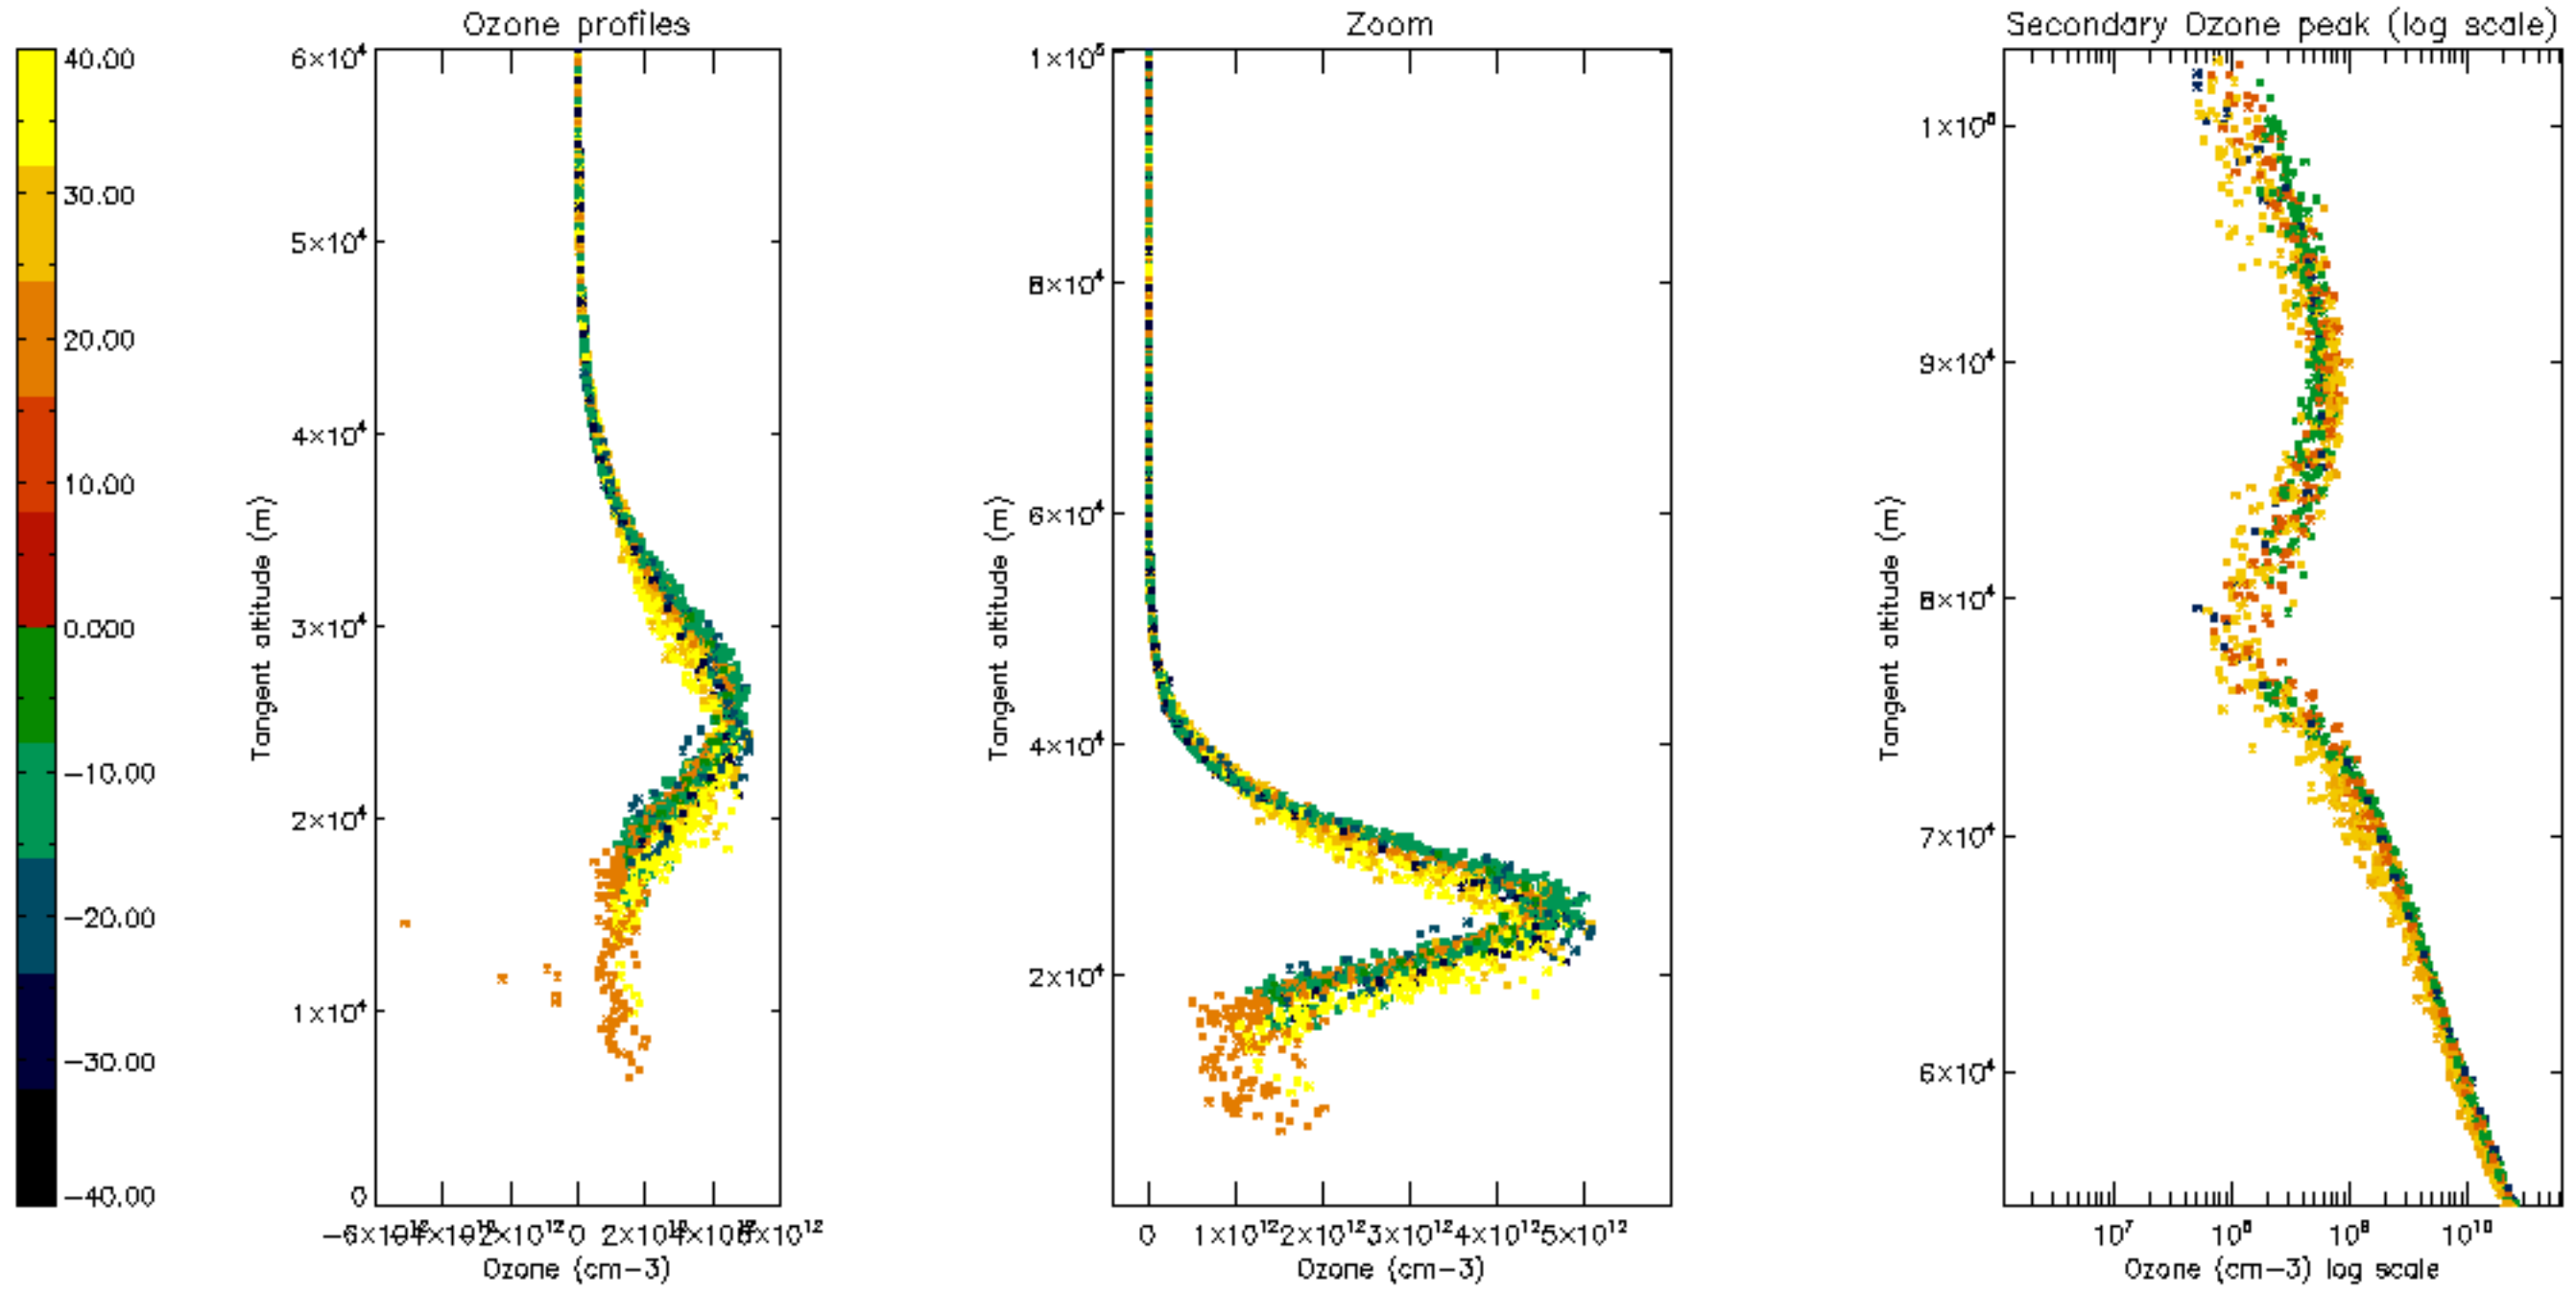 Ozone profiles
Zoom
Secondary Ozone peak (log scale)
40.00
30.00
20.00
10.00
0.000
−10.00
−20.00
−30.00
−40.00
6×10⁴
5×10⁴
4×10⁴
3×10⁴
2×10⁴
1×10⁴
0
Tangent altitude (m)
0
Ozone (cm−3)
1×10⁵
8×10⁴
6×10⁴
4×10⁴
2×10⁴
Tangent altitude (m)
0 1×10¹² 2×10¹² 3×10¹² 4×10¹² 5×10¹²
Ozone (cm−3)
9×10⁴
8×10⁴
7×10⁴
6×10⁴
Tangent altitude (m)
10⁷ 10¹⁰
Ozone (cm−3) log scale